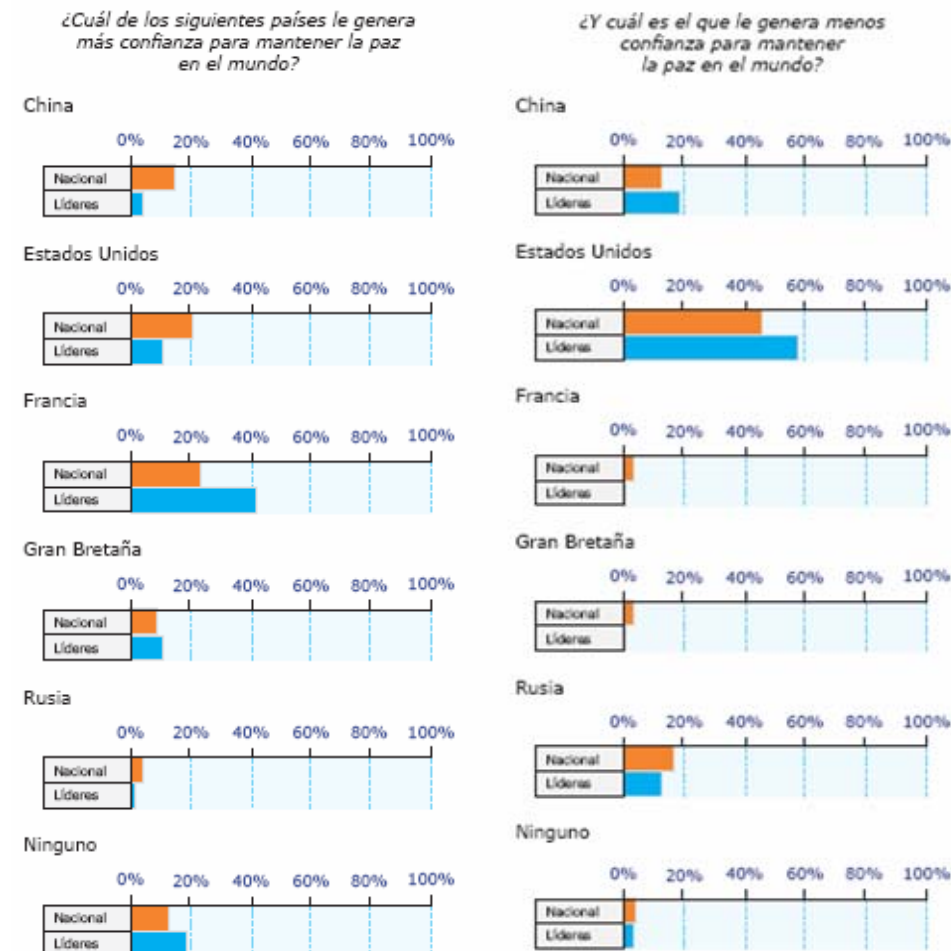 ¿Cuál de los siguientes países le genera
más confianza para mantener la paz
en el mundo?
China
0% 20% 40% 60% 80% 100%
Nacional
Líderes
Estados Unidos
0% 20% 40% 60% 80% 100%
Nacional
Líderes
Francia
0% 20% 40% 60% 80% 100%
Nacional
Líderes
Gran Bretaña
0% 20% 40% 60% 80% 100%
Nacional
Líderes
Rusia
0% 20% 40% 60% 80% 100%
Nacional
Líderes
Ninguno
0% 20% 40% 60% 80% 100%
Nacional
Líderes
¿Y cuál es el que le genera menos
confianza para mantener
la paz en el mundo?
China
0% 20% 40% 60% 80% 100%
Nacional
Líderes
Estados Unidos
0% 20% 40% 60% 80% 100%
Nacional
Líderes
Francia
0% 20% 40% 60% 80% 100%
Nacional
Líderes
Gran Bretaña
0% 20% 40% 60% 80% 100%
Nacional
Líderes
Rusia
0% 20% 40% 60% 80% 100%
Nacional
Líderes
Ninguno
0% 20% 40% 60% 80% 100%
Nacional
Líderes